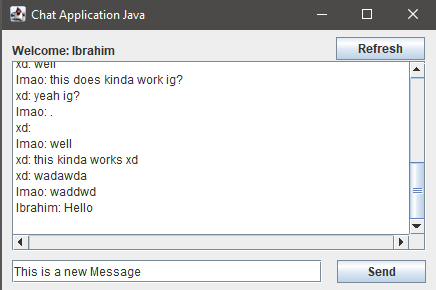 Chat Application Java
Welcome: Ibrahim
Refresh
xd: well
lmao: this does kinda work ig?
xd: yeah ig?
lmao: .
xd:
lmao: well
xd: this kinda works xd
xd: wadawda
lmao: waddwd
Ibrahim: Hello
This is a new Message
Send